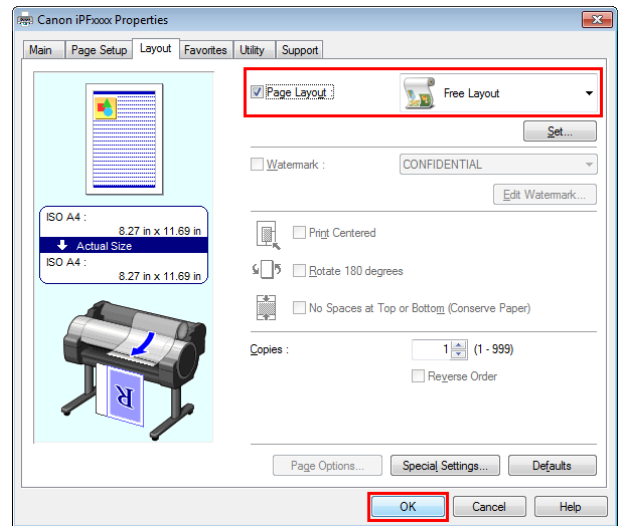 Canon iPFxxxx Properties
Main Page Setup Layout Favorites Utility Support
Page Layout : Free Layout
Set...
Watermark : CONFIDENTIAL
Edit Watermark...
ISO A4 :
8.27 in x 11.69 in
Actual Size
ISO A4 :
8.27 in x 11.69 in
Print Centered
Rotate 180 degrees
No Spaces at Top or Bottom (Conserve Paper)
Copies : 1 (1 - 999)
Reverse Order
R
Page Options... Special Settings... Defaults
OK Cancel Help